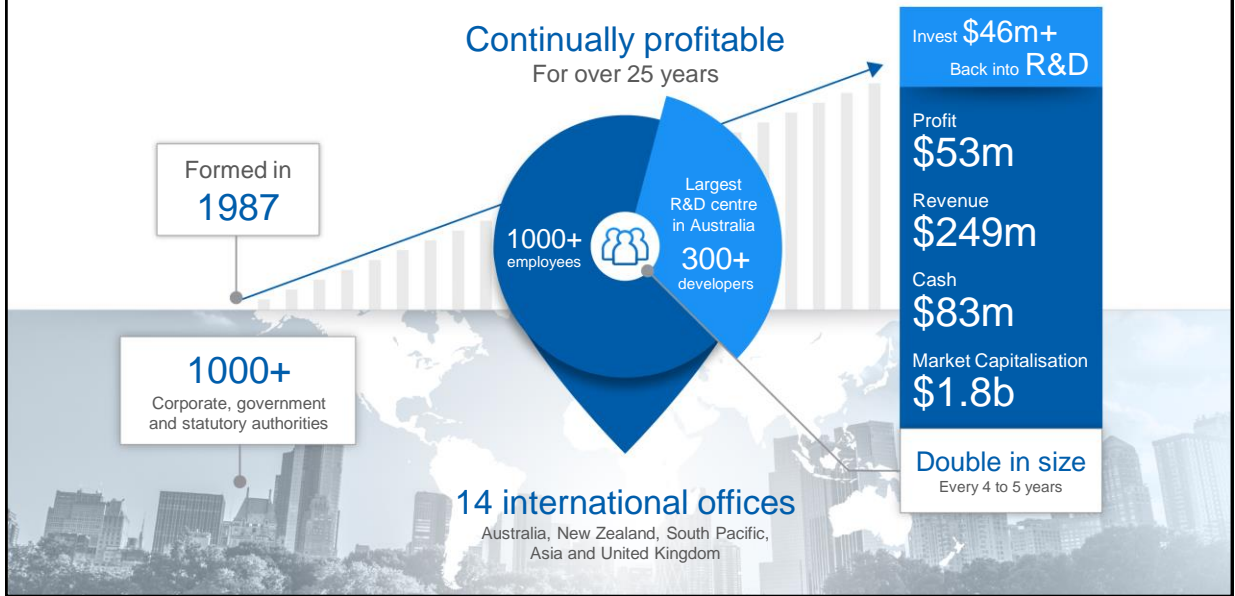 Continually profitable
For over 25 years
Formed in
1987
1000+
Corporate, government
and statutory authorities
1000+
employees
Largest
R&D centre
in Australia
300+
developers
14 international offices
Australia, New Zealand, South Pacific,
Asia and United Kingdom
Invest $46m+
Back into R&D
Profit
$53m
Revenue
$249m
Cash
$83m
Market Capitalisation
$1.8b
Double in size
Every 4 to 5 years